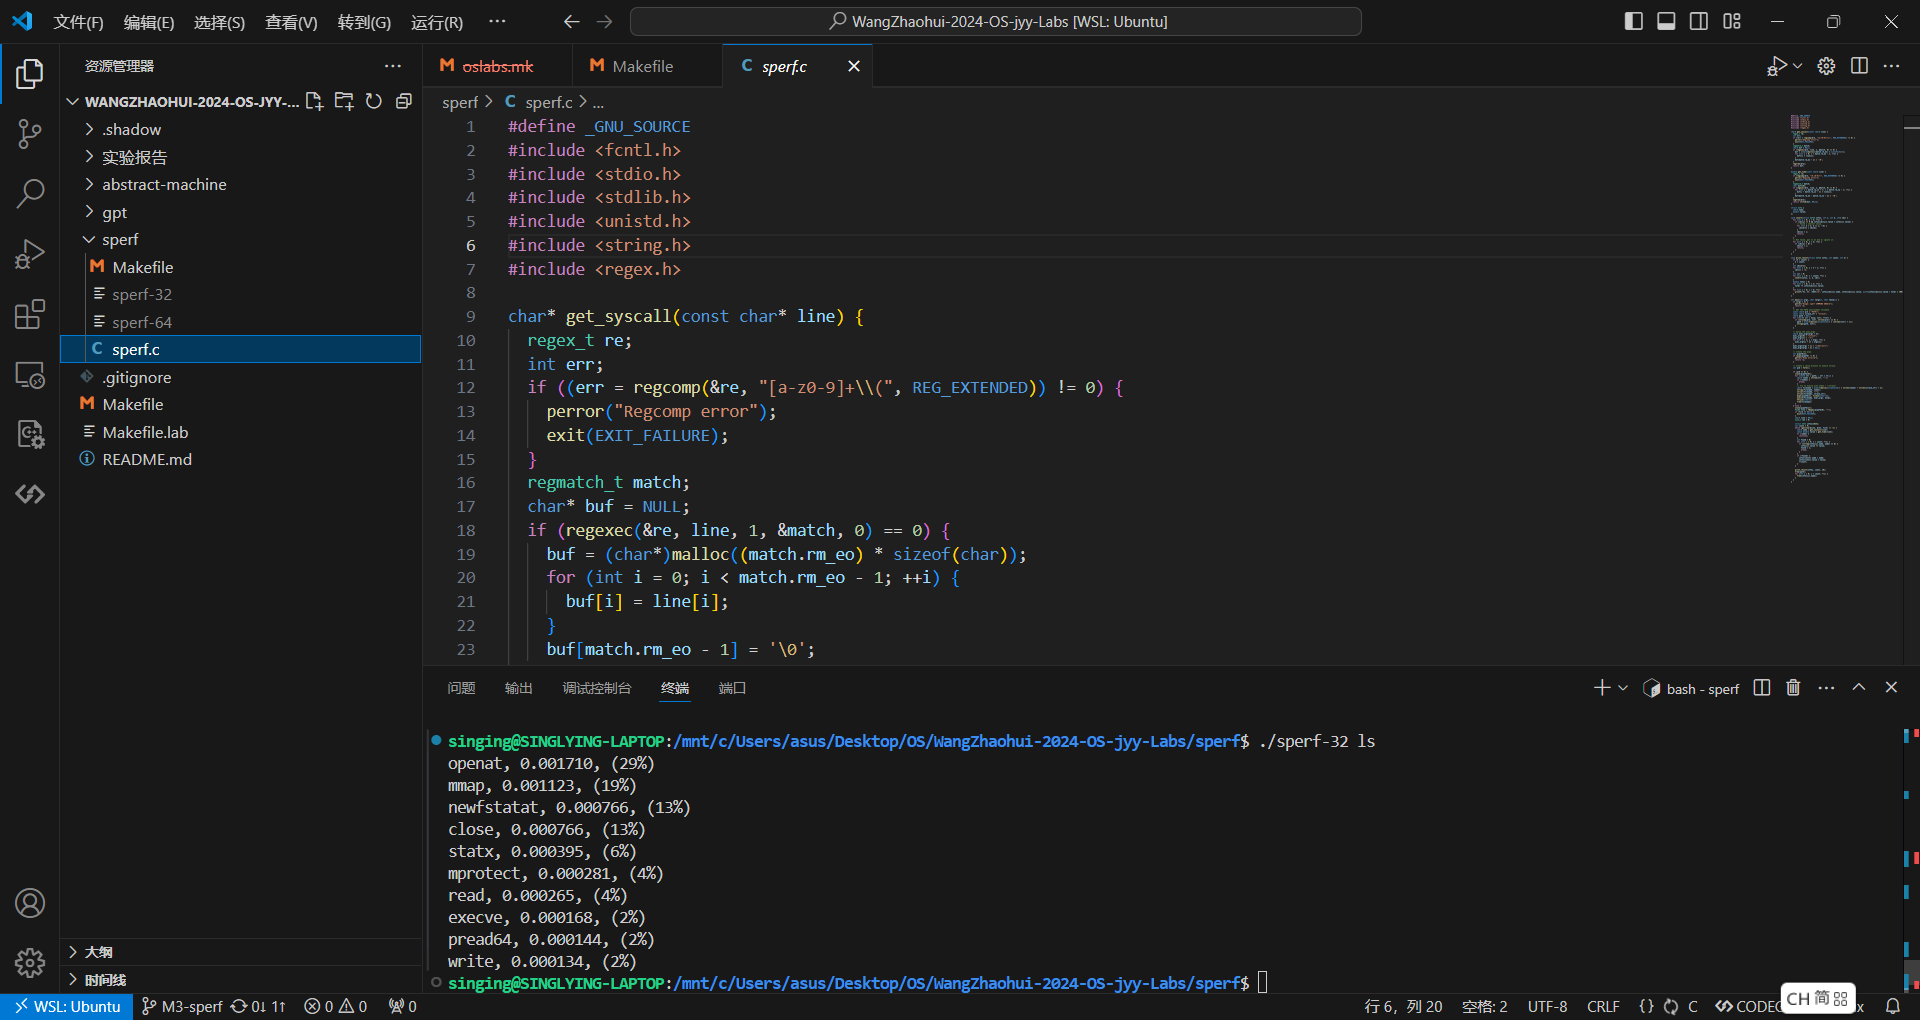 文件(F) 编辑(E) 选择(S) 查看(V) 转到(G) 运行(R) ··· WangZhaohui-2024-OS-jyy-Labs [WSL: Ubuntu]
资源管理器
WANGZHAOHUI-2024-OS-JYY-...
.shadow
实验报告
abstract-machine
gpt
sperf
Makefile
sperf-32
sperf-64
sperf.c
.gitignore
Makefile
Makefile.lab
README.md
大纲
时间线
oslabs.mk Makefile sperf.c
sperf > C sperf.c > ...
1 #define _GNU_SOURCE
2 #include <fcntl.h>
3 #include <stdio.h>
4 #include <stdlib.h>
5 #include <unistd.h>
6 #include <string.h>
7 #include <regex.h>
8
9 char* get_syscall(const char* line) {
10 regex_t re;
11 int err;
12 if ((err = regcomp(&re, "[a-z0-9]+\\(", REG_EXTENDED)) != 0) {
13 perror("Regcomp error");
14 exit(EXIT_FAILURE);
15 }
16 regmatch_t match;
17 char* buf = NULL;
18 if (regexec(&re, line, 1, &match, 0) == 0) {
19 buf = (char*)malloc((match.rm_eo) * sizeof(char));
20 for (int i = 0; i < match.rm_eo - 1; ++i) {
21 buf[i] = line[i];
22 }
23 buf[match.rm_eo - 1] = '\0';
问题 输出 调试控制台 终端 端口 bash - sperf
singing@SINGLYING-LAPTOP:/mnt/c/Users/asus/Desktop/OS/WangZhaohui-2024-OS-jyy-Labs/sperf$ ./sperf-32 ls
openat, 0.001710, (29%)
mmap, 0.001123, (19%)
newfstatat, 0.000766, (13%)
close, 0.000766, (13%)
statx, 0.000395, (6%)
mprotect, 0.000281, (4%)
read, 0.000265, (4%)
execve, 0.000168, (2%)
pread64, 0.000144, (2%)
write, 0.000134, (2%)
singing@SINGLYING-LAPTOP:/mnt/c/Users/asus/Desktop/OS/WangZhaohui-2024-OS-jyy-Labs/sperf$
WSL: Ubuntu M3-sperf 0↓ 1↑ 0 0 0 行 6，列 20 空格: 2 UTF-8 CRLF {} C CODEG
CH 简